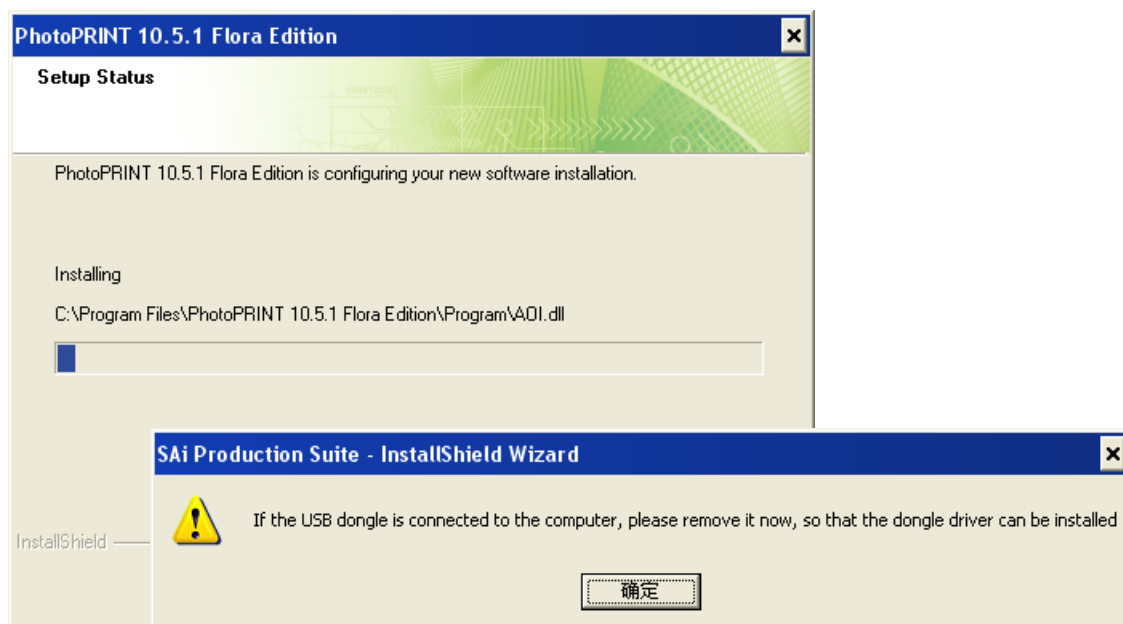 PhotoPRINT 10.5.1 Flora Edition
Setup Status
PhotoPRINT 10.5.1 Flora Edition is configuring your new software installation.
Installing
C:\Program Files\PhotoPRINT 10.5.1 Flora Edition\Program\AOI.dll
SAi Production Suite - InstallShield Wizard
If the USB dongle is connected to the computer, please remove it now, so that the dongle driver can be installed
InstallShield
确定